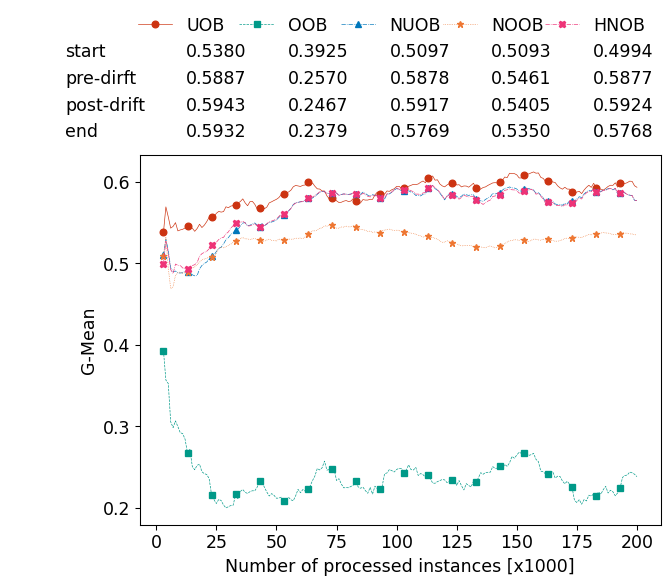 UOB OOB NUOB NOOB HNOB
start 0.5380 0.3925 0.5097 0.5093 0.4994
pre-dirft 0.5887 0.2570 0.5878 0.5461 0.5877
post-drift 0.5943 0.2467 0.5917 0.5405 0.5924
end 0.5932 0.2379 0.5769 0.5350 0.5768
G-Mean
0.6
0.5
0.4
0.3
0.2
0 25 50 75 100 125 150 175 200
Number of processed instances [x1000]